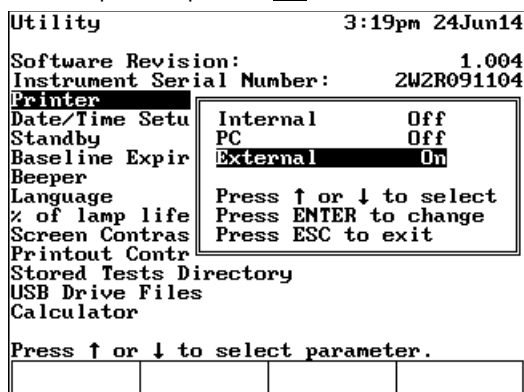 Utility 3:19pm 24Jun14
Software Revision: 1.004
Instrument Serial Number: 2W2R091104
Printer
Date/Time Setu
Standby
Baseline Expir
Beeper
Language
% of lamp life
Screen Contras
Printout Contr
Internal Off
PC Off
External On
Press ↑ or ↓ to select
Press ENTER to change
Press ESC to exit
Stored Tests Directory
USB Drive Files
Calculator
Press ↑ or ↓ to select parameter.